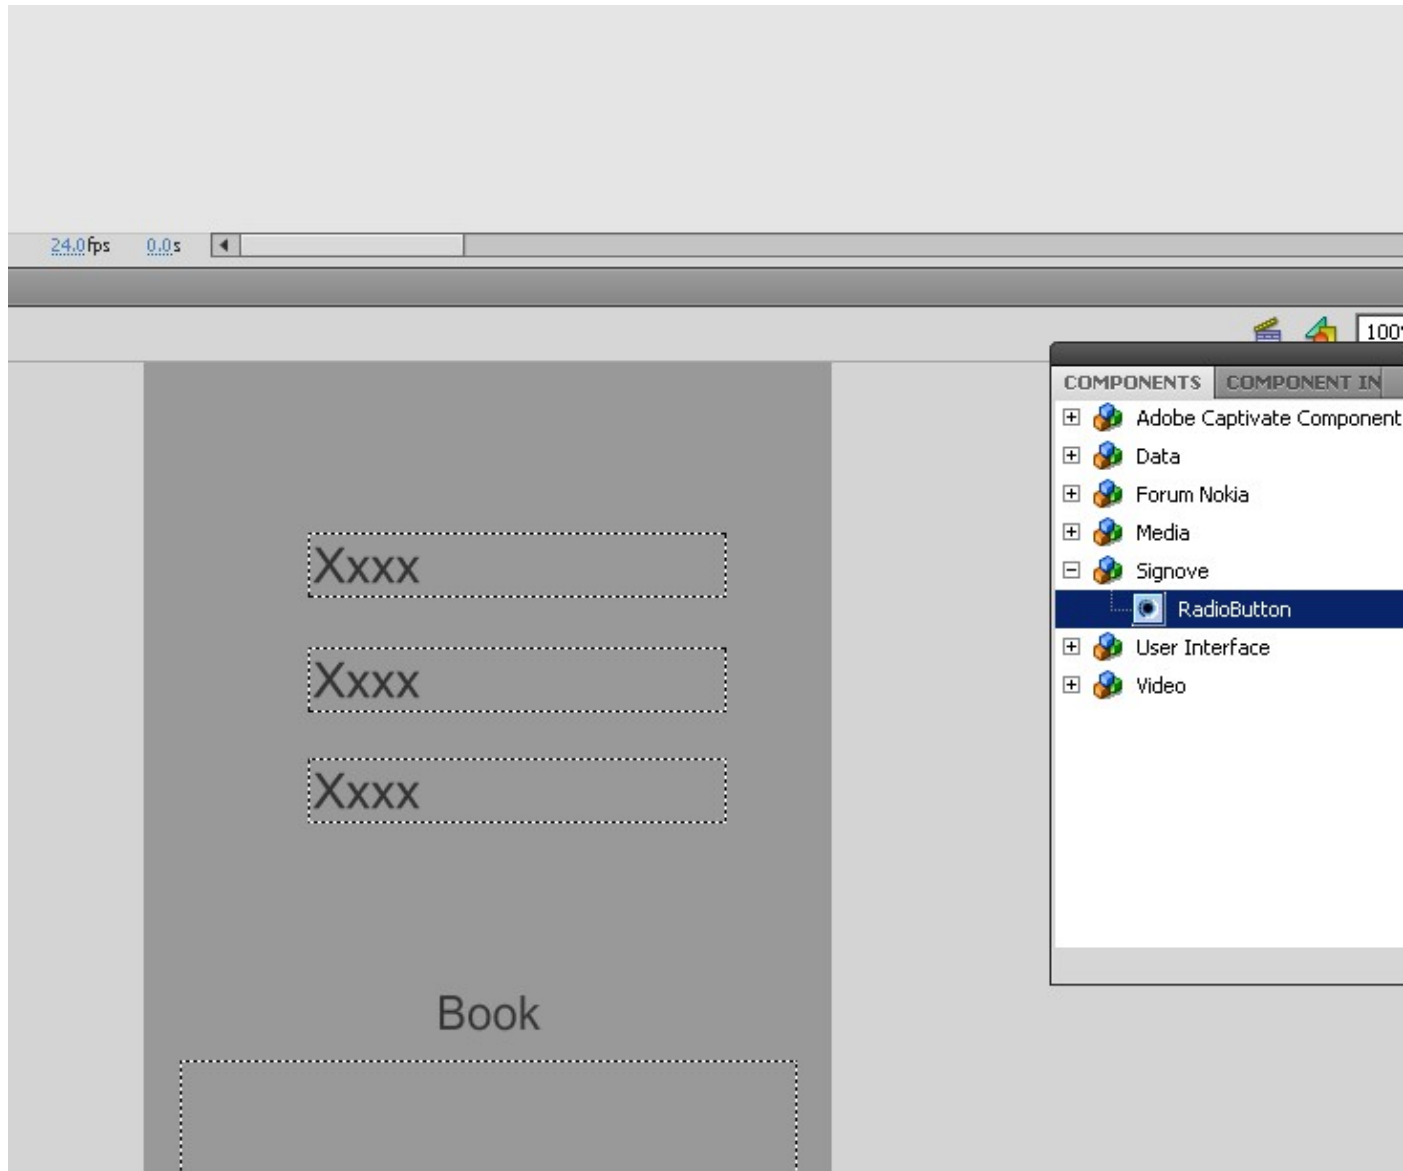 24.0fps 0.0s
100%
COMPONENTS COMPONENT IN
Adobe Captivate Component
Data
Forum Nokia
Media
Signove
RadioButton
User Interface
Video
Xxxx
Xxxx
Xxxx
Book